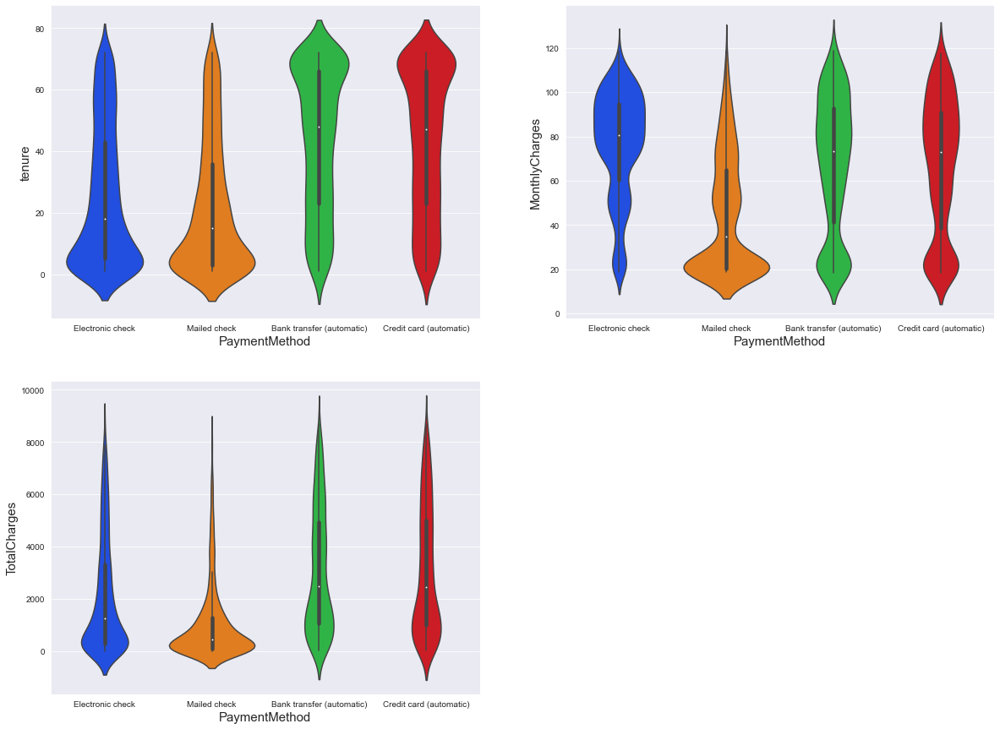 80
60
40
20
0
tenure
Electronic check Mailed check Bank transfer (automatic) Credit card (automatic)
PaymentMethod
120
100
80
60
40
20
0
MonthlyCharges
Electronic check Mailed check Bank transfer (automatic) Credit card (automatic)
PaymentMethod
10000
8000
6000
4000
2000
0
TotalCharges
Electronic check Mailed check Bank transfer (automatic) Credit card (automatic)
PaymentMethod